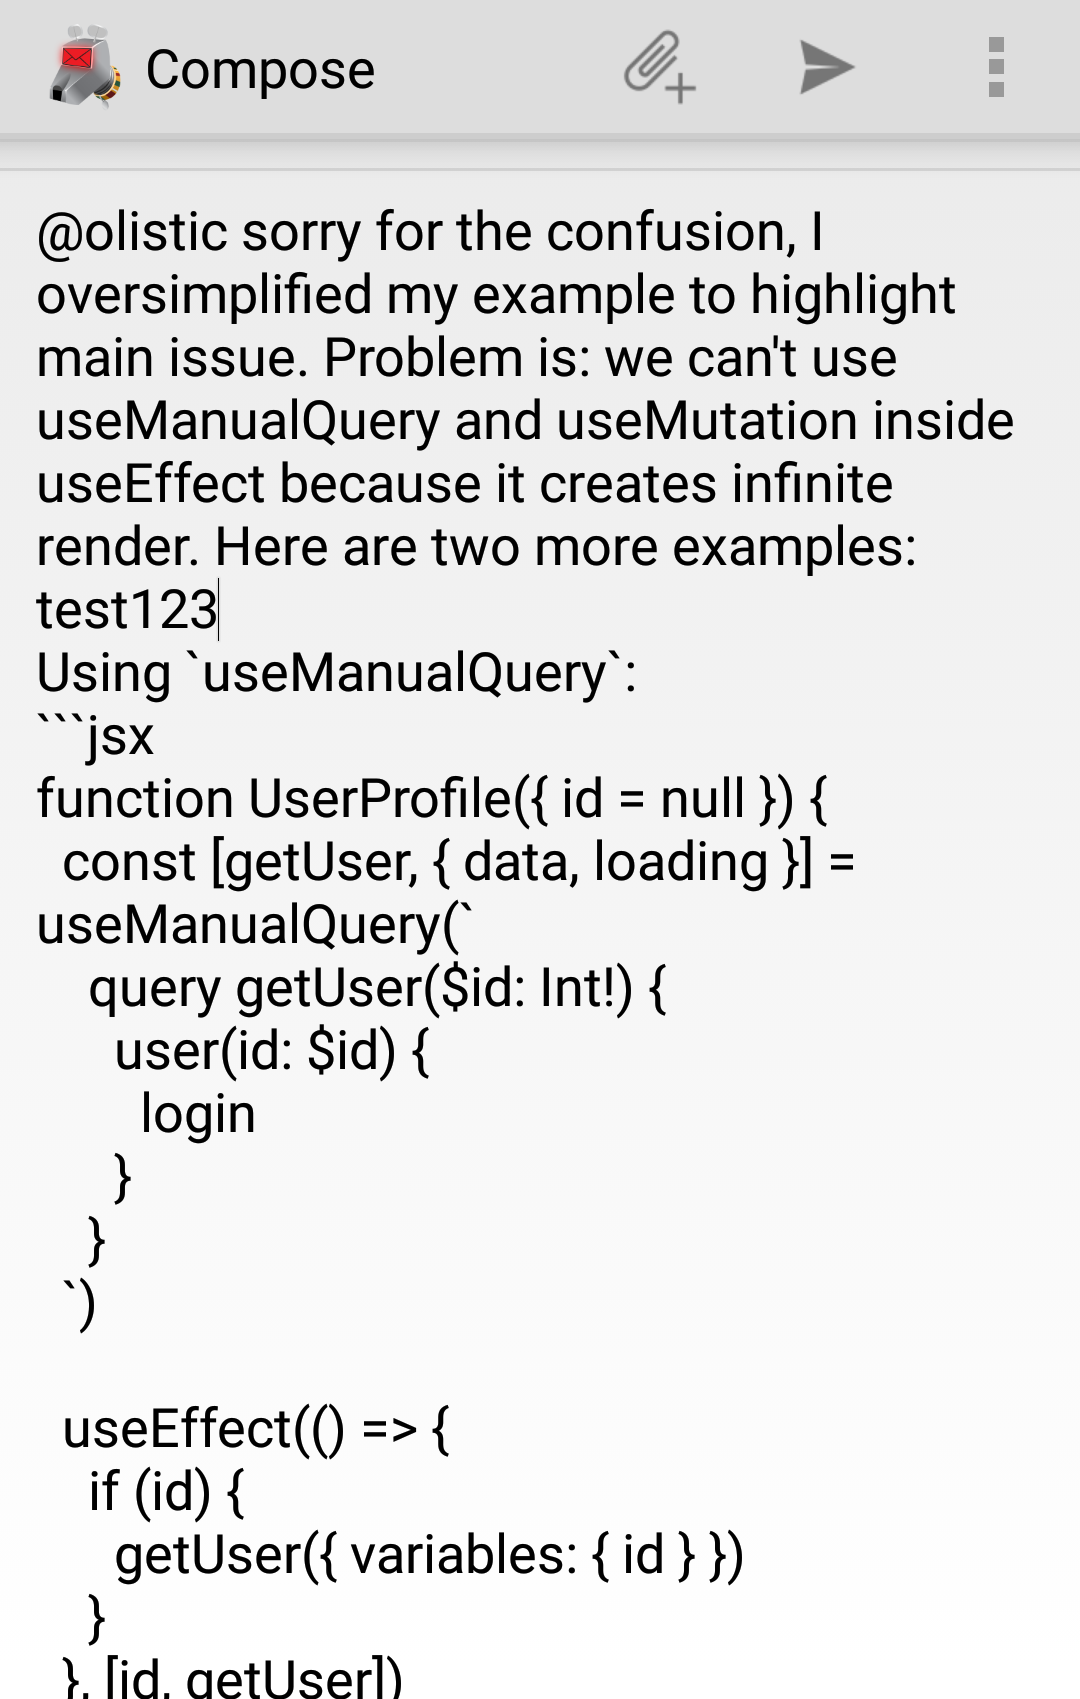 Compose
@olistic sorry for the confusion, I
oversimplified my example to highlight
main issue. Problem is: we can't use
useManualQuery and useMutation inside
useEffect because it creates infinite
render. Here are two more examples:
test123
Using `useManualQuery`:
```jsx
function UserProfile({ id = null }) {
  const [getUser, { data, loading }] =
useManualQuery(`
    query getUser($id: Int!) {
      user(id: $id) {
        login
      }
    }
  `)

  useEffect(() => {
    if (id) {
      getUser({ variables: { id } })
    }
  }, [id, getUser])